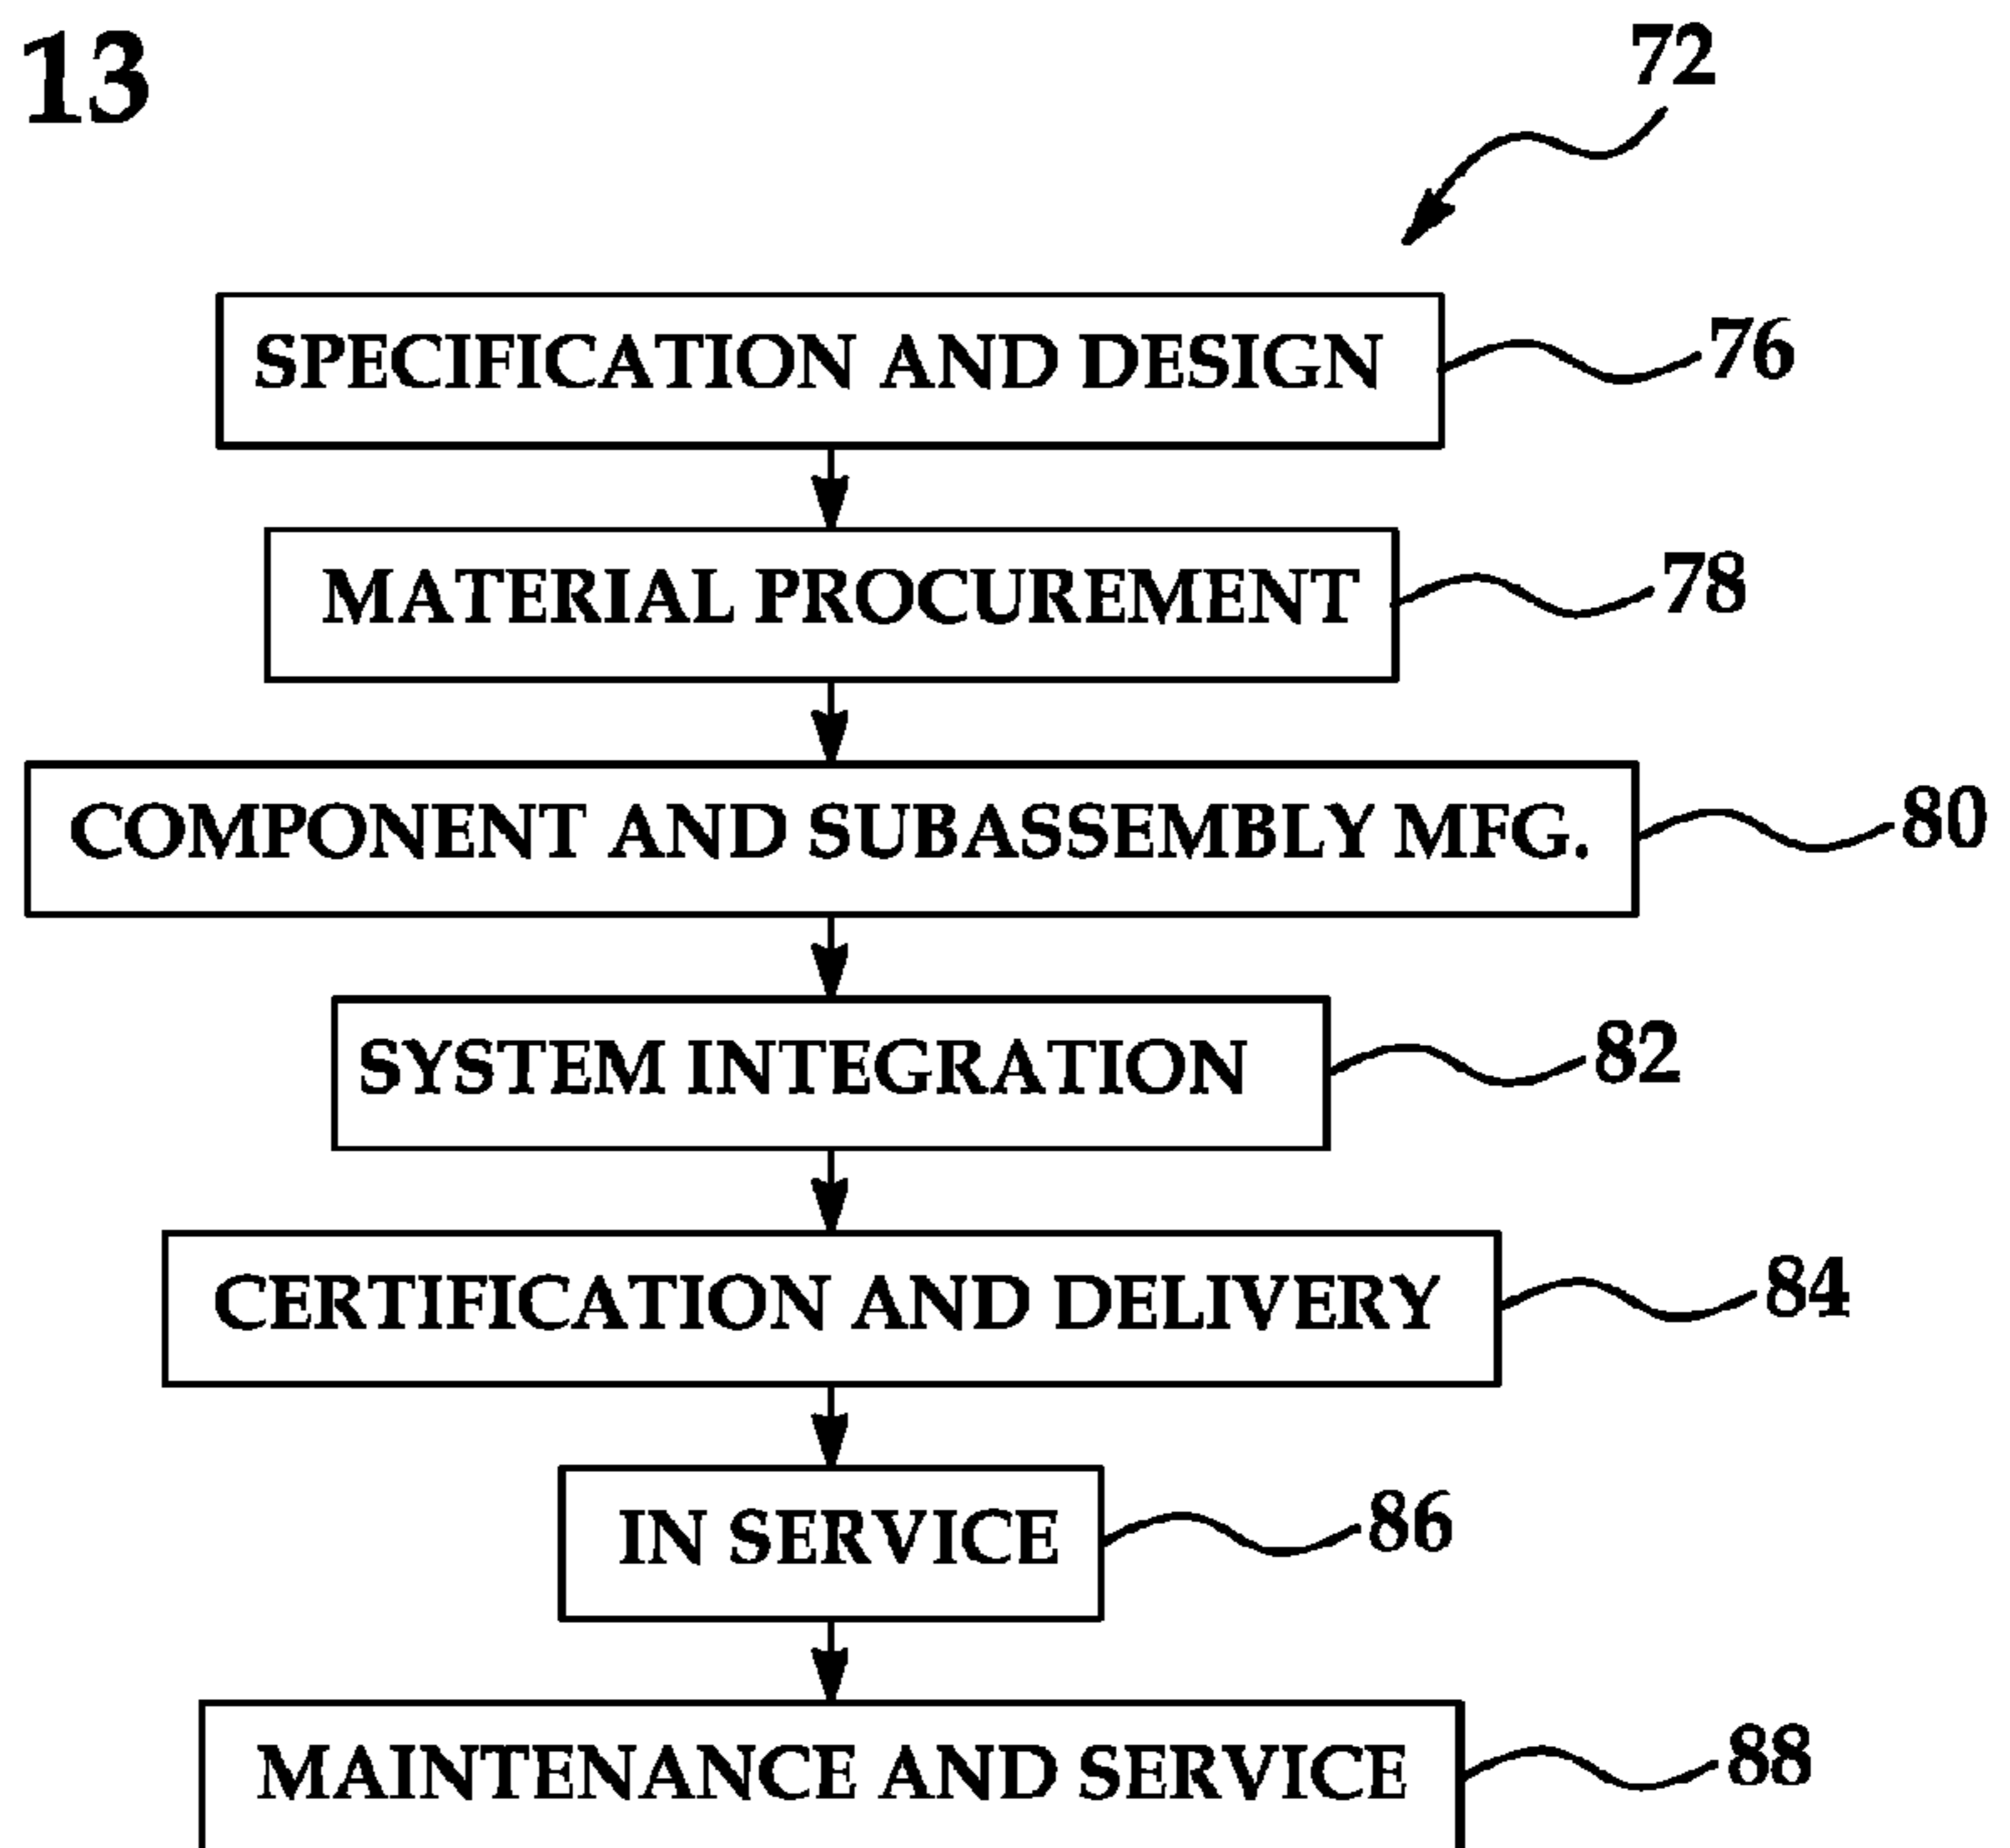 13
72
SPECIFICATION AND DESIGN 76
MATERIAL PROCUREMENT 78
COMPONENT AND SUBASSEMBLY MFG. 80
SYSTEM INTEGRATION 82
CERTIFICATION AND DELIVERY 84
IN SERVICE 86
MAINTENANCE AND SERVICE 88